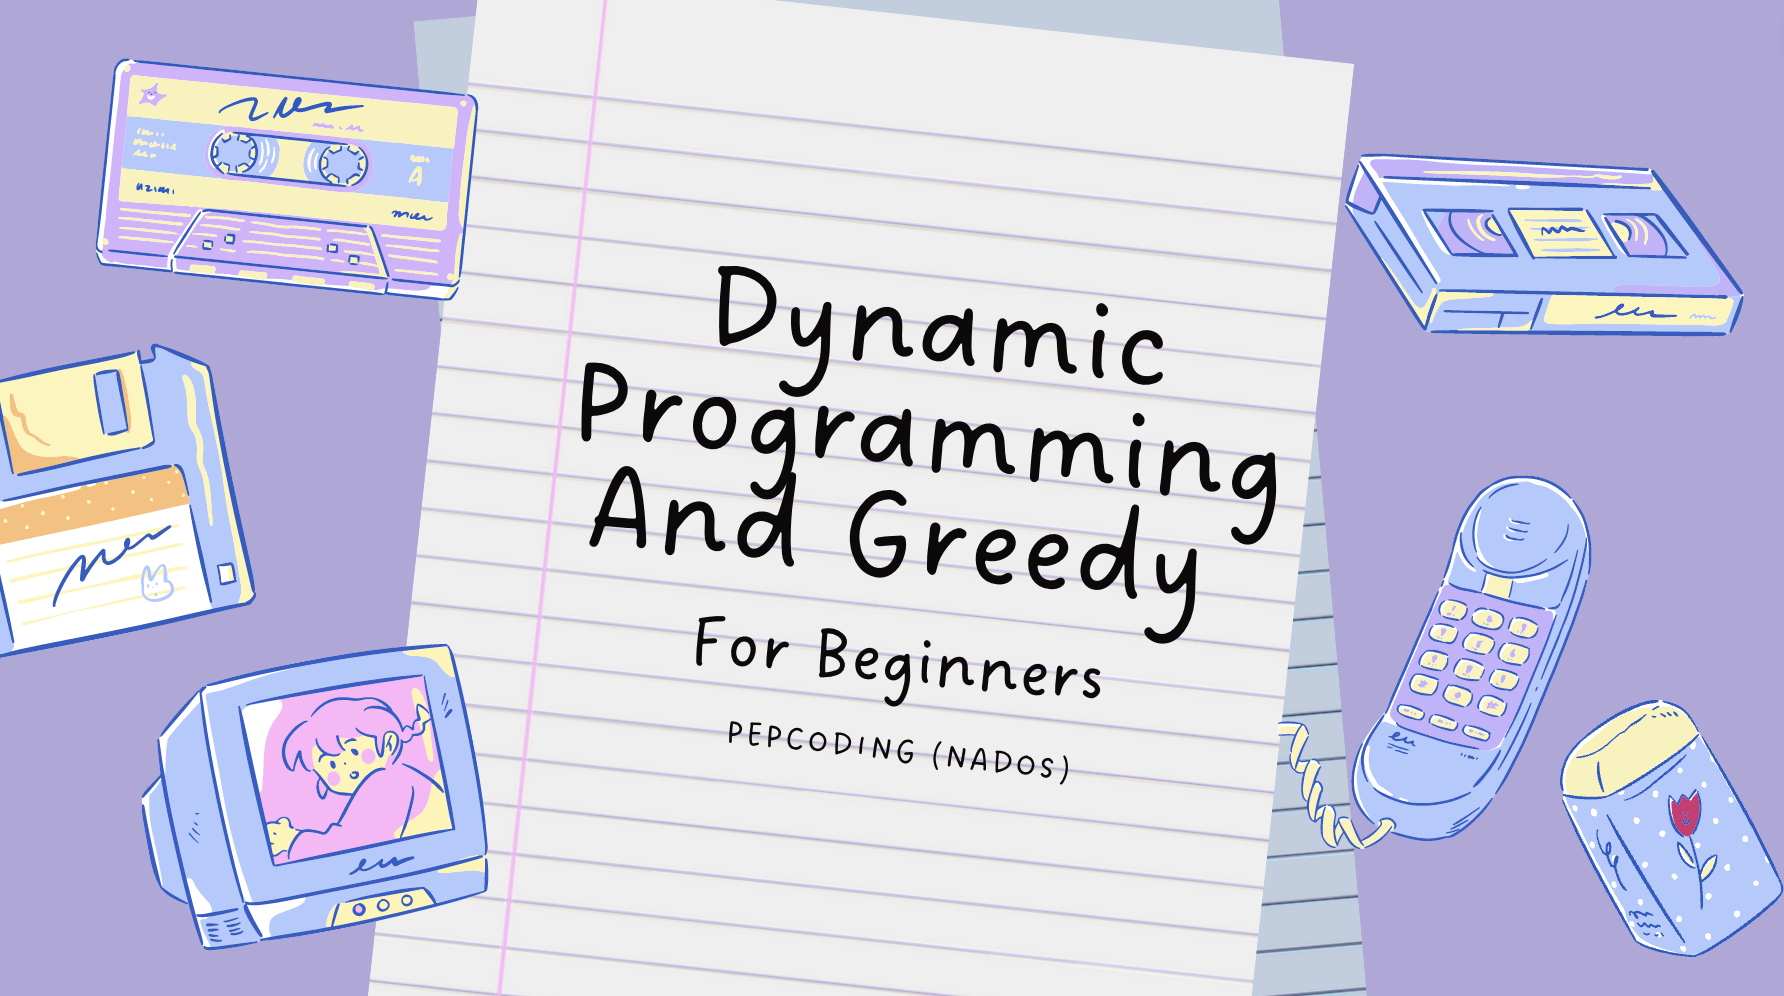 Dynamic
Programming
And Greedy
For Beginners
PEPCODING (NADOS)